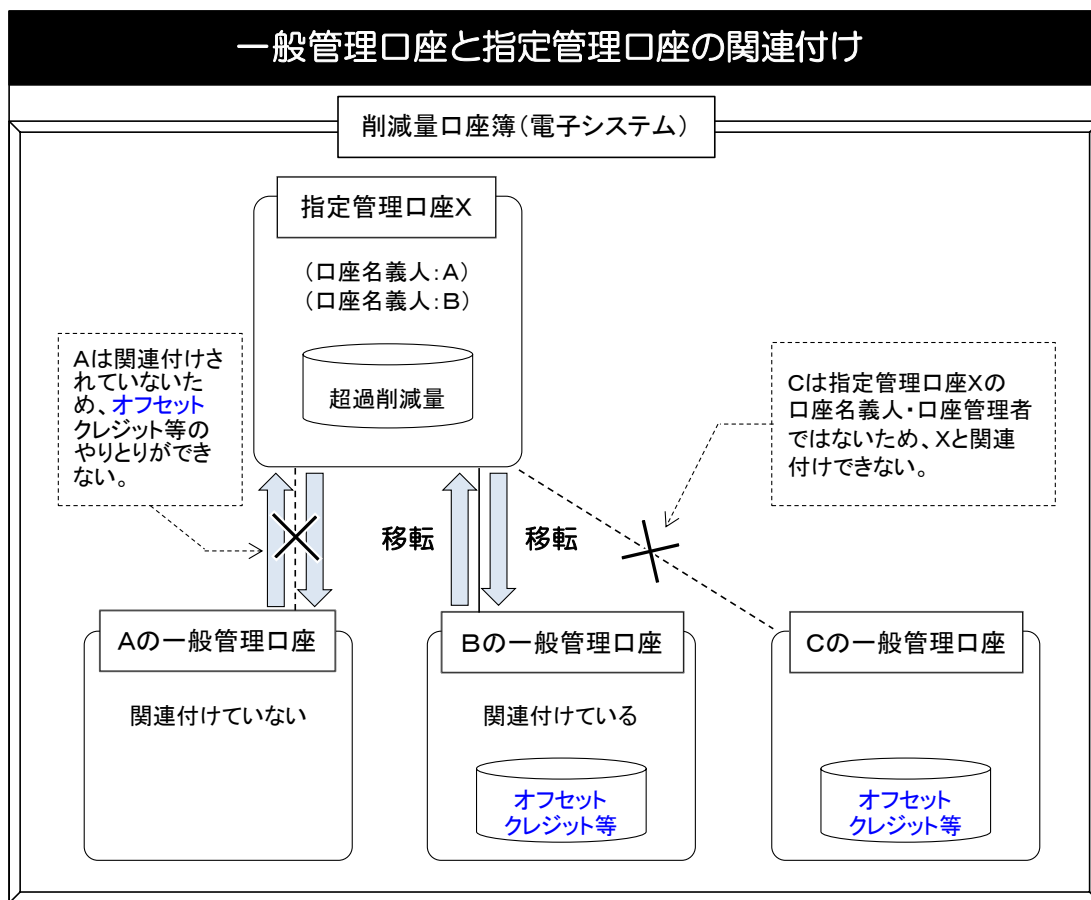 一般管理口座と指定管理口座の関連付け
削減量口座簿（電子システム）
指定管理口座Ｘ
（口座名義人：Ａ）
（口座名義人：Ｂ）
超過削減量
Ａは関連付けさ
れていないた
め、オフセット
クレジット等の
やりとりができ
ない。
Ｃは指定管理口座Ｘの
口座名義人・口座管理者
ではないため、Ｘと関連
付けできない。
移転
移転
Ａの一般管理口座
関連付けていない
Ｂの一般管理口座
関連付けている
オフセット
クレジット等
Ｃの一般管理口座
オフセット
クレジット等